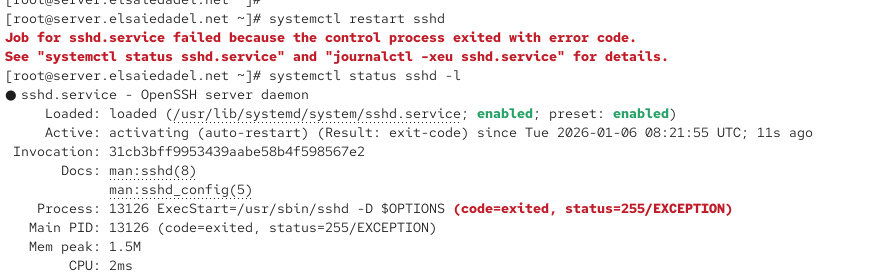 [root@server.elsaiedadel.net ~]#
[root@server.elsaiedadel.net ~]# systemctl restart sshd
Job for sshd.service failed because the control process exited with error code.
See "systemctl status sshd.service" and "journalctl -xeu sshd.service" for details.
[root@server.elsaiedadel.net ~]# systemctl status sshd -l
● sshd.service - OpenSSH server daemon
     Loaded: loaded (/usr/lib/systemd/system/sshd.service; enabled; preset: enabled)
     Active: activating (auto-restart) (Result: exit-code) since Tue 2026-01-06 08:21:55 UTC; 11s ago
 Invocation: 31cb3bff9953439aabe58b4f598567e2
       Docs: man:sshd(8)
             man:sshd_config(5)
    Process: 13126 ExecStart=/usr/sbin/sshd -D $OPTIONS (code=exited, status=255/EXCEPTION)
   Main PID: 13126 (code=exited, status=255/EXCEPTION)
   Mem peak: 1.5M
        CPU: 2ms